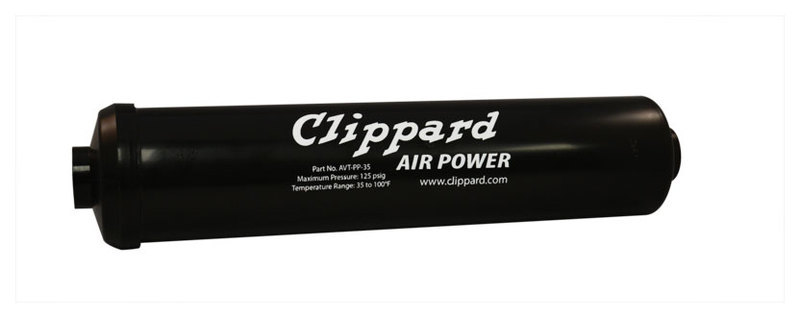 Clippard
AIR POWER
Part No. AVT-PP-35
Maximum Pressure: 125 psig
Temperature Range: 35 to 100°F
www.clippard.com